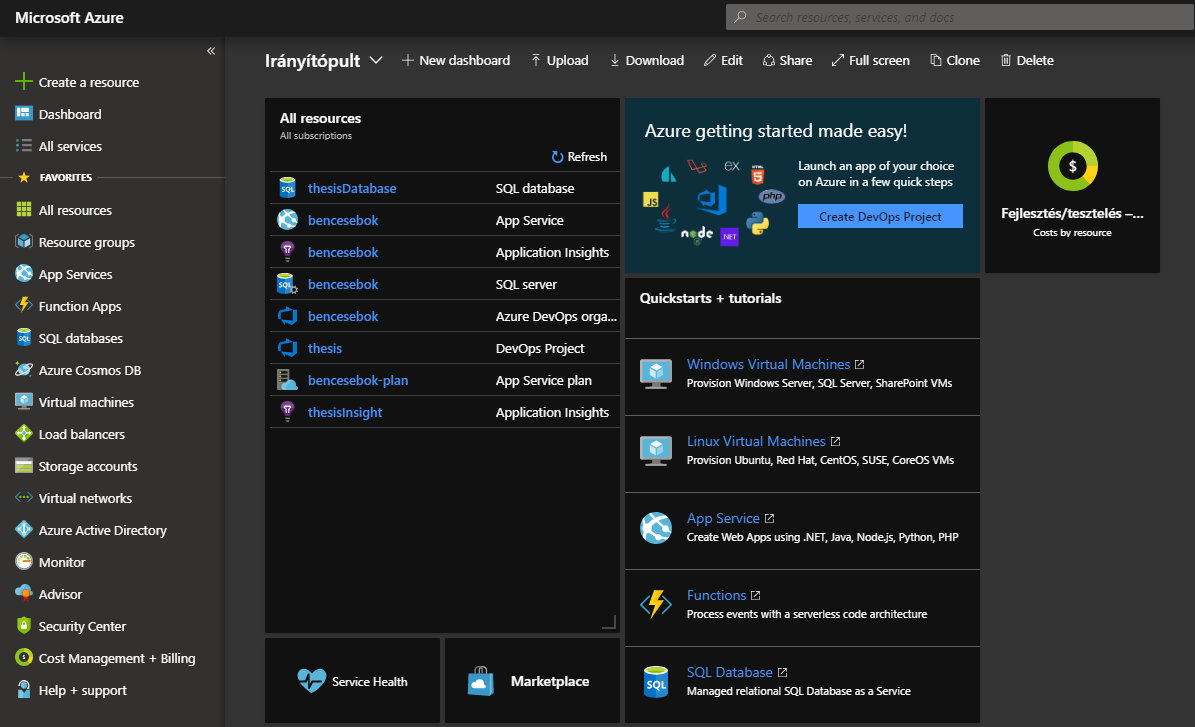 Microsoft Azure
Search resources, services, and docs
«
Create a resource
Dashboard
All services
FAVORITES
All resources
Resource groups
App Services
Function Apps
SQL databases
Azure Cosmos DB
Virtual machines
Load balancers
Storage accounts
Virtual networks
Azure Active Directory
Monitor
Advisor
Security Center
Cost Management + Billing
Help + support
Irányítópult
New dashboard
Upload
Download
Edit
Share
Full screen
Clone
Delete
All resources
All subscriptions
Refresh
thesisDatabase SQL database
bencesebok App Service
bencesebok Application Insights
bencesebok SQL server
bencesebok Azure DevOps orga...
thesis DevOps Project
bencesebok-plan App Service plan
thesisInsight Application Insights
Service Health
Marketplace
Azure getting started made easy!
EX
HTML
5
JS
php
node
.NET
Launch an app of your choice
on Azure in a few quick steps
Create DevOps Project
Quickstarts + tutorials
Windows Virtual Machines
Provision Windows Server, SQL Server, SharePoint VMs
Linux Virtual Machines
Provision Ubuntu, Red Hat, CentOS, SUSE, CoreOS VMs
App Service
Create Web Apps using .NET, Java, Node.js, Python, PHP
Functions
Process events with a serverless code architecture
SQL
SQL Database
Managed relational SQL Database as a Service
$
Fejlesztés/tesztelés –...
Costs by resource